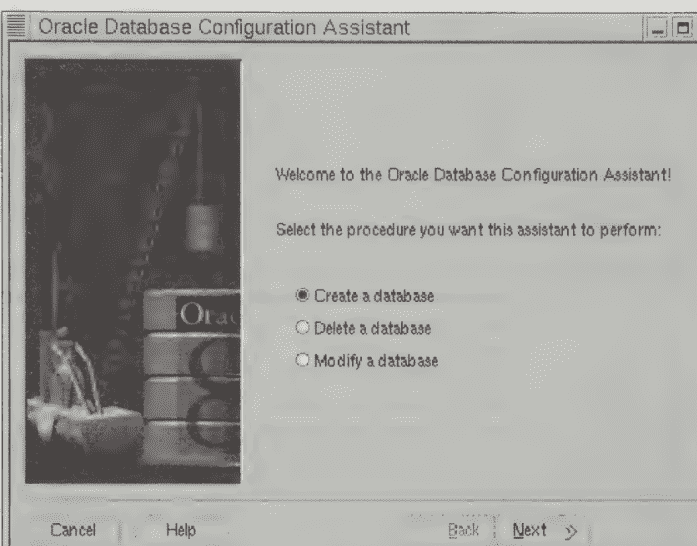 Oracle Database Configuration Assistant
Welcome to the Oracle Database Configuration Assistant!
Select the procedure you want this assistant to perform:
Create a database
Delete a database
Modify a database
Cancel Help Back Next